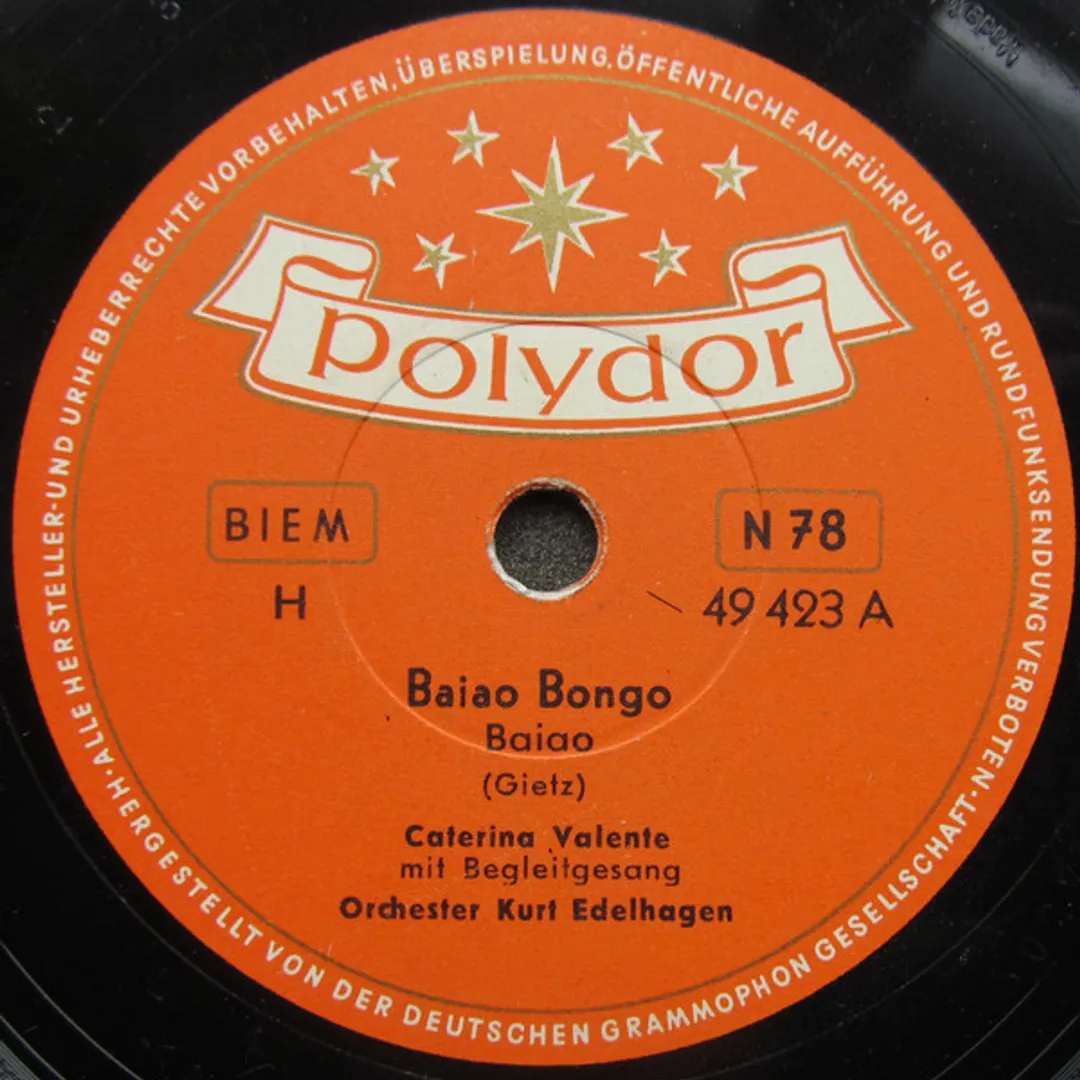 ALLE HERSTELLER-UND URHEBERRECHTE VORBEHALTEN, ÜBERSPIELUNG, ÖFFENTLICHE AUFFÜHRUNG UND RUNDFUNKSENDUNG VERBOTEN
polydor
BIEM
N 78
H
49 423 A
Baiao Bongo
Baiao
(Gietz)
Caterina Valente
mit Begleitgesang
Orchester Kurt Edelhagen
· HERGESTELLT VON DER DEUTSCHEN GRAMMOPHON GESELLSCHAFT ·